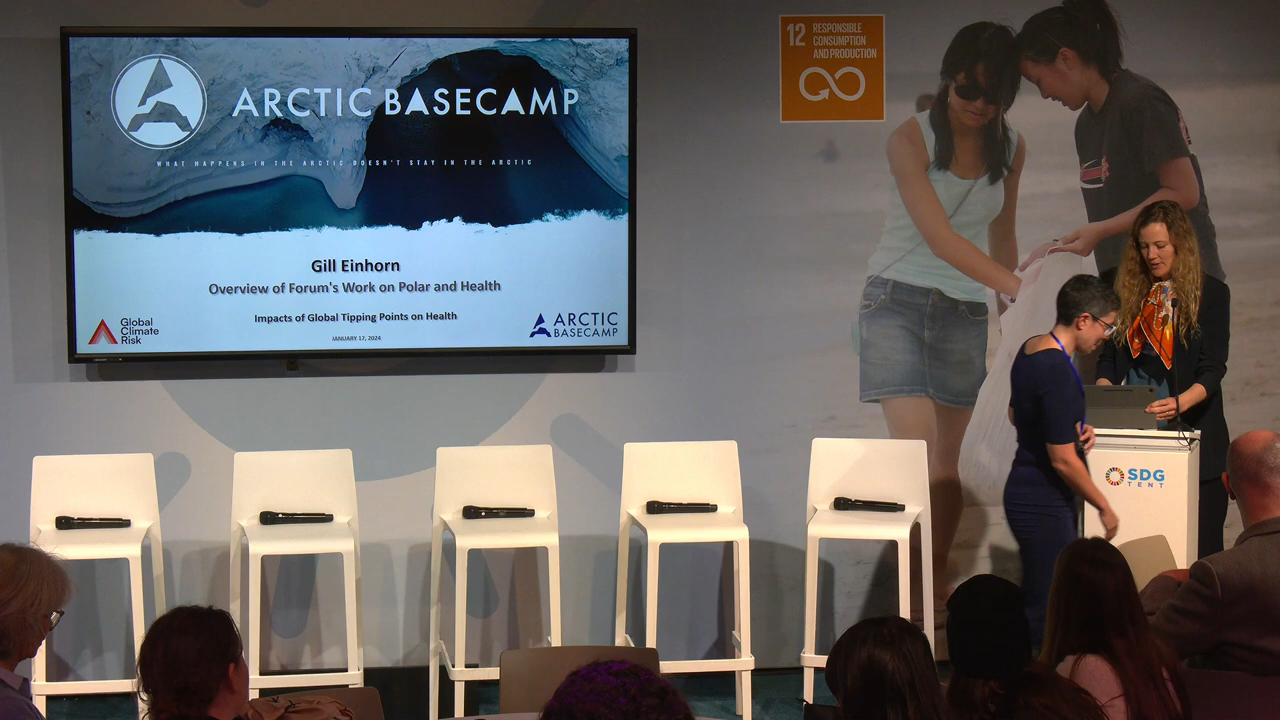 ARCTIC BASECAMP
WHAT HAPPENS IN THE ARCTIC DOESN'T STAY IN THE ARCTIC
Gill Einhorn
Overview of Forum's Work on Polar and Health
Impacts of Global Tipping Points on Health
Global
Climate
Risk
JANUARY 17, 2024
ARCTIC
BASECAMP
12 RESPONSIBLE
CONSUMPTION
AND PRODUCTION
SDG
TENT